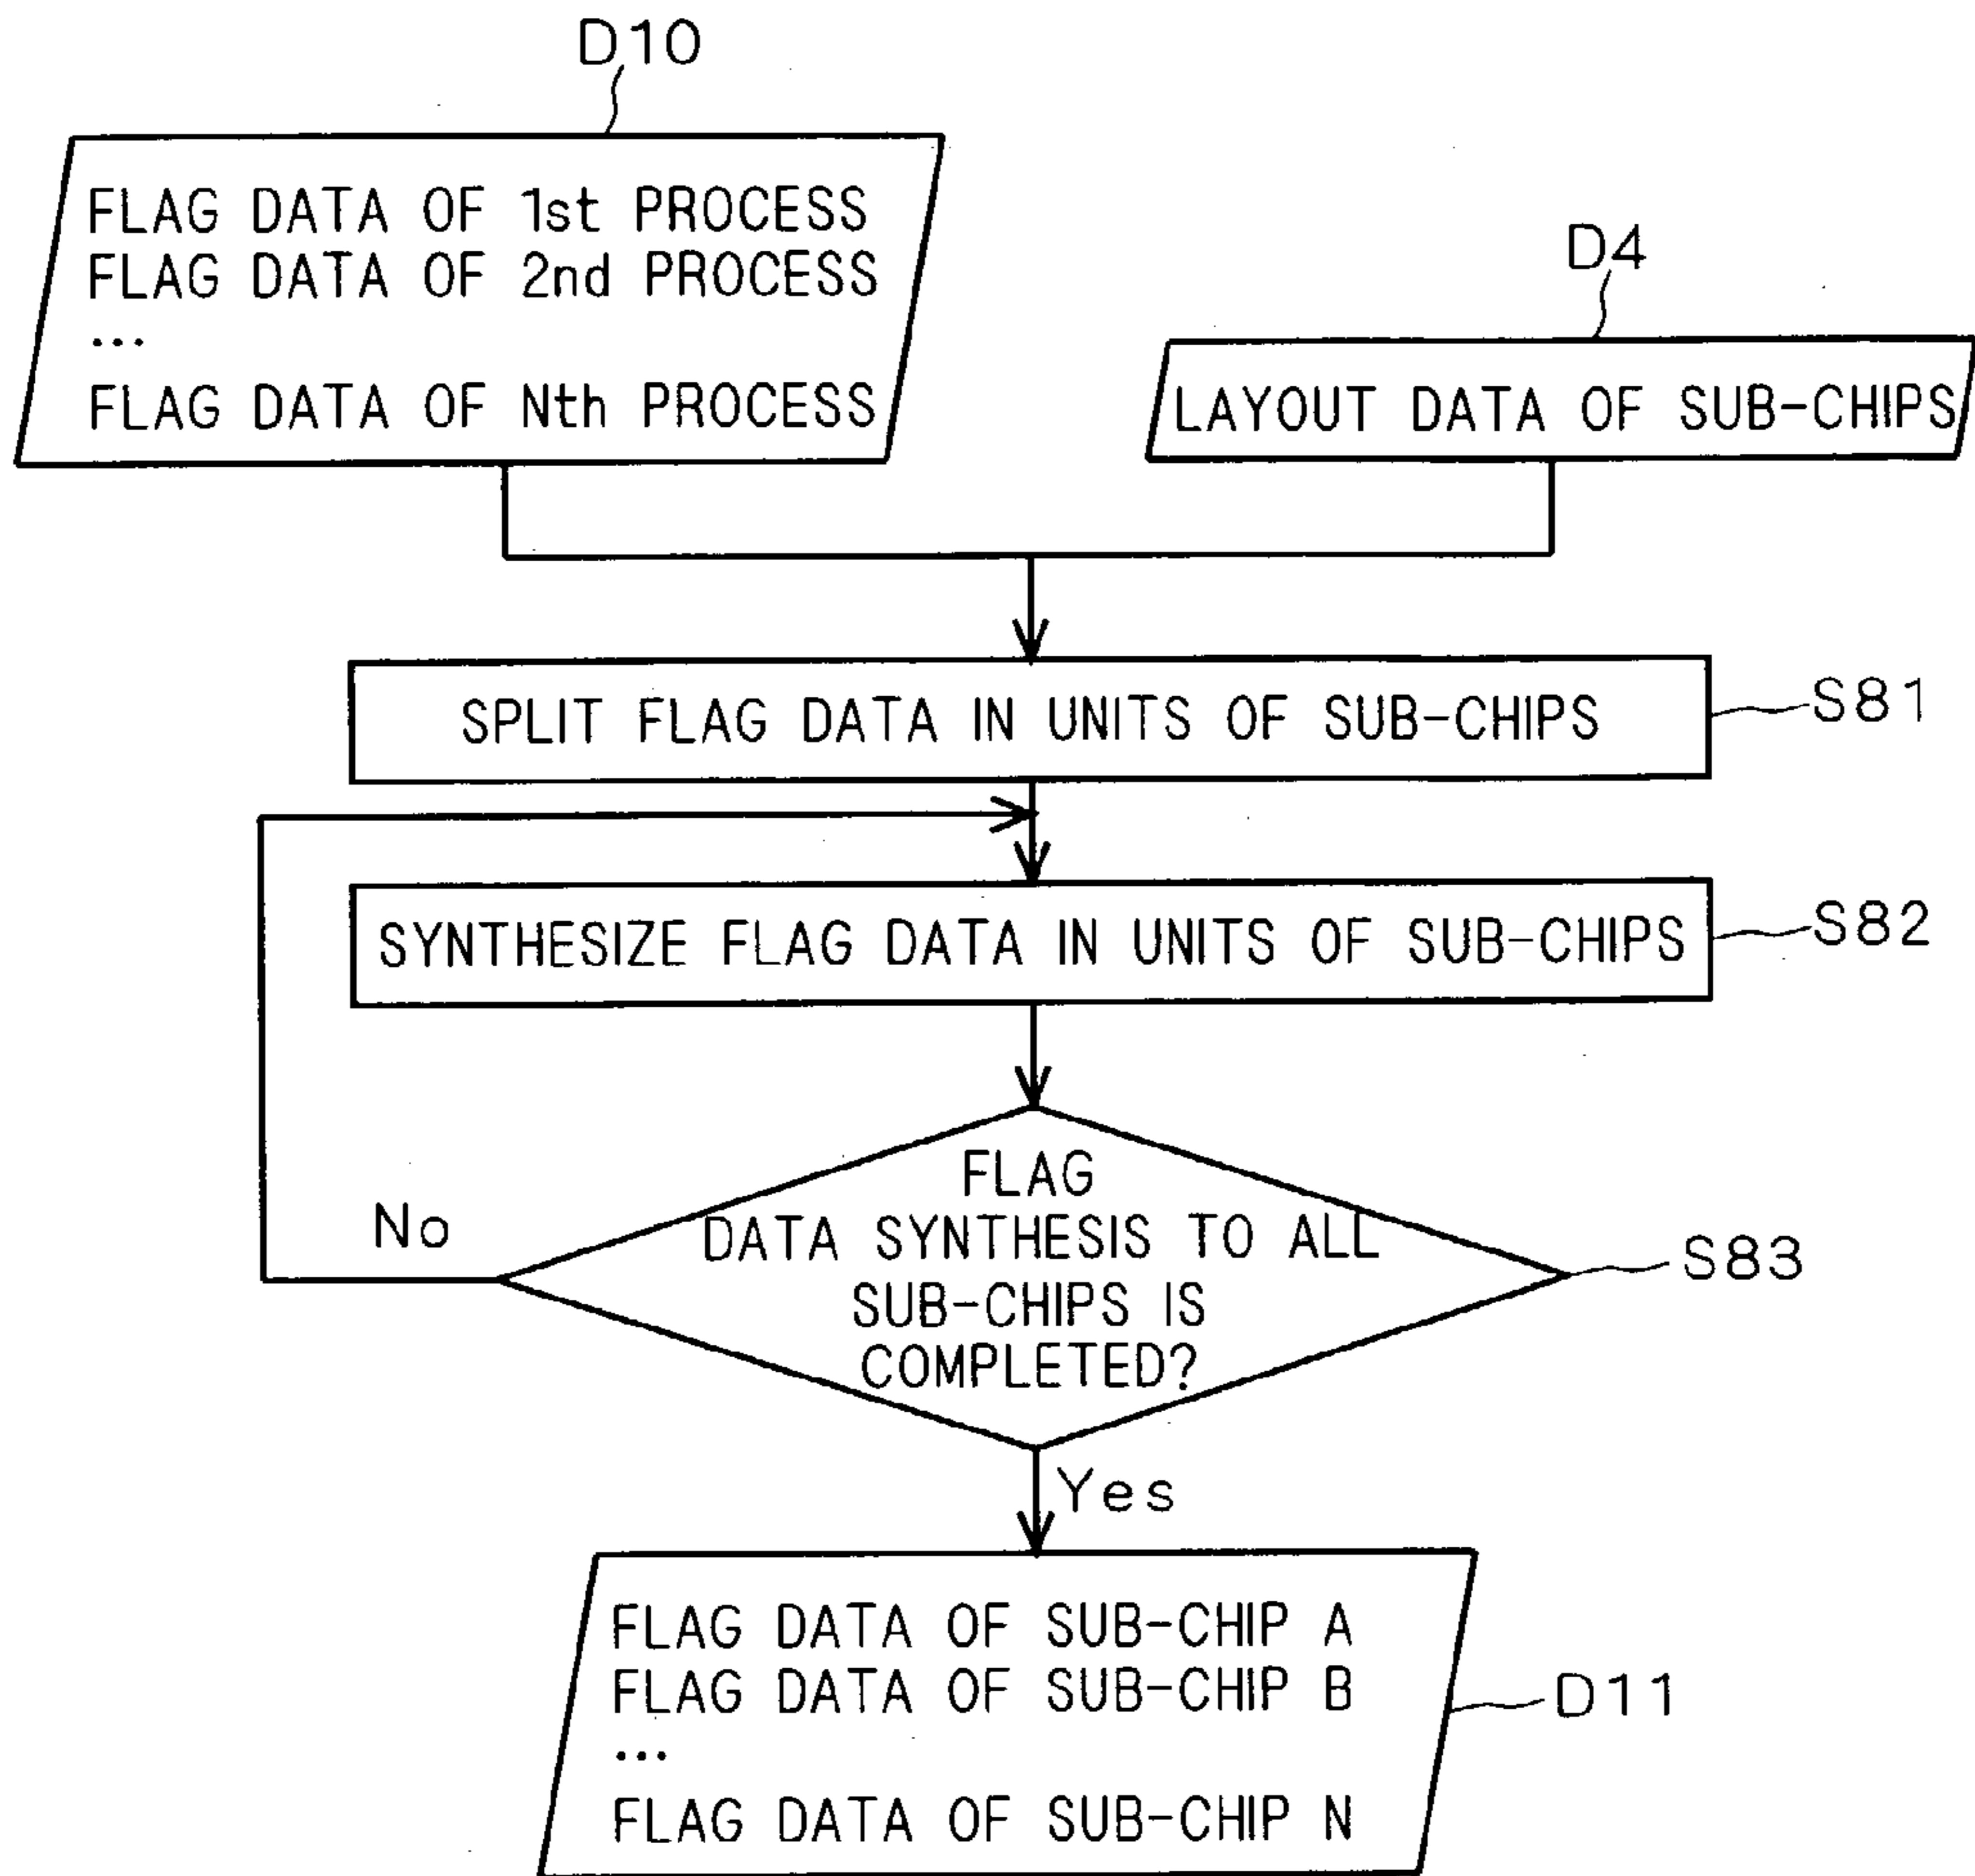 D10
FLAG DATA OF 1st PROCESS
FLAG DATA OF 2nd PROCESS
...
FLAG DATA OF Nth PROCESS
D4
LAYOUT DATA OF SUB-CHIPS
SPLIT FLAG DATA IN UNITS OF SUB-CHIPS
S81
SYNTHESIZE FLAG DATA IN UNITS OF SUB-CHIPS
S82
FLAG
DATA SYNTHESIS TO ALL
SUB-CHIPS IS
COMPLETED?
S83
No
Yes
FLAG DATA OF SUB-CHIP A
FLAG DATA OF SUB-CHIP B
...
FLAG DATA OF SUB-CHIP N
D11